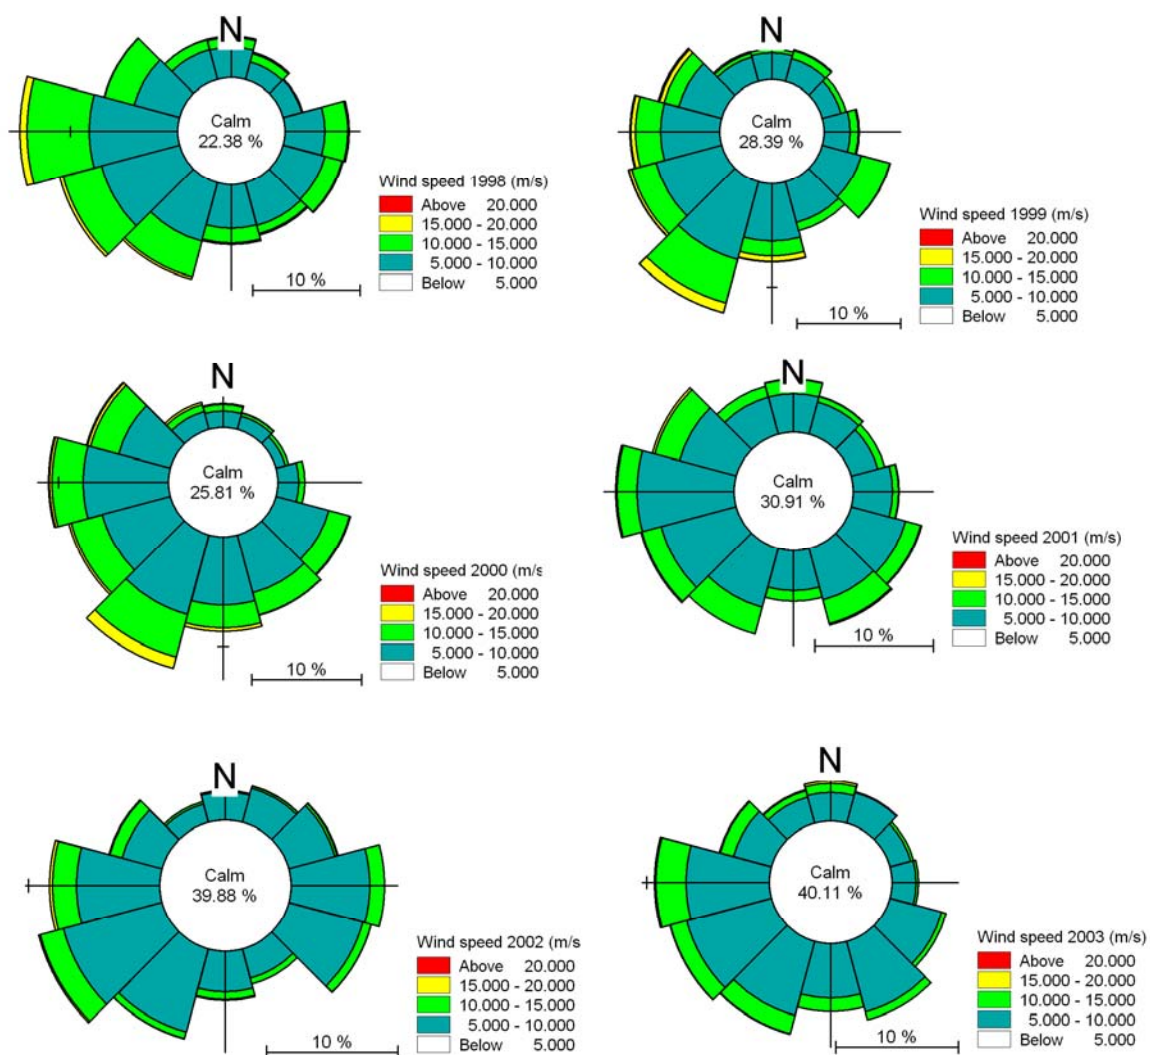 N
Calm
22.38 %
Wind speed 1998 (m/s)
Above 20.000
15.000 - 20.000
10.000 - 15.000
5.000 - 10.000
Below 5.000
10 %
N
Calm
28.39 %
Wind speed 1999 (m/s)
Above 20.000
15.000 - 20.000
10.000 - 15.000
5.000 - 10.000
Below 5.000
10 %
N
Calm
25.81 %
Wind speed 2000 (m/s
Above 20.000
15.000 - 20.000
10.000 - 15.000
5.000 - 10.000
Below 5.000
10 %
N
Calm
30.91 %
Wind speed 2001 (m/s)
Above 20.000
15.000 - 20.000
10.000 - 15.000
5.000 - 10.000
Below 5.000
10 %
N
Calm
39.88 %
Wind speed 2002 (m/s
Above 20.000
15.000 - 20.000
10.000 - 15.000
5.000 - 10.000
Below 5.000
10 %
N
Calm
40.11 %
Wind speed 2003 (m/s)
Above 20.000
15.000 - 20.000
10.000 - 15.000
5.000 - 10.000
Below 5.000
10 %